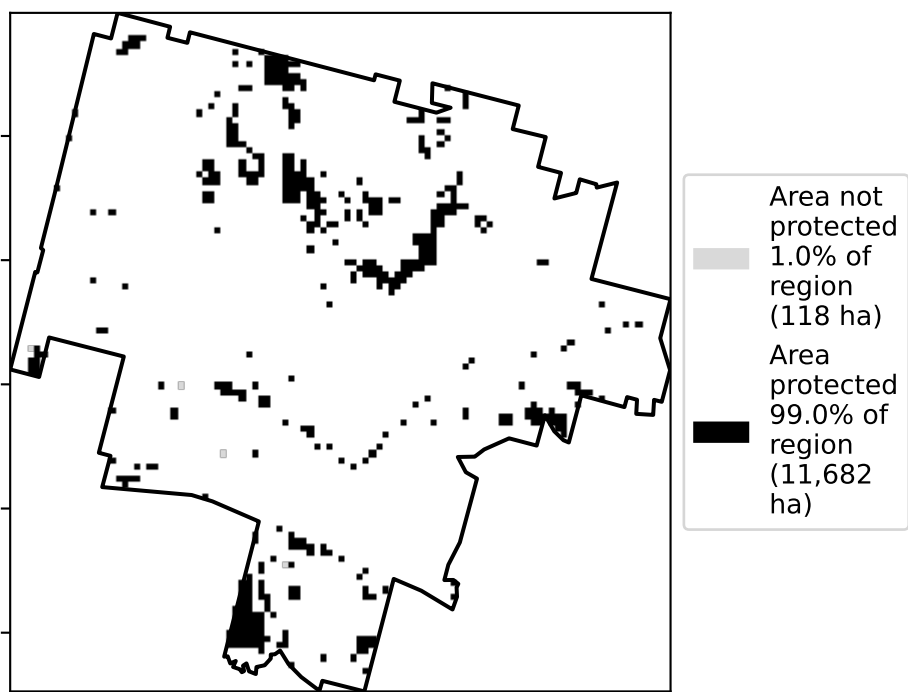 Area not
protected
1.0% of
region
(118 ha)
Area
protected
99.0% of
region
(11,682
ha)